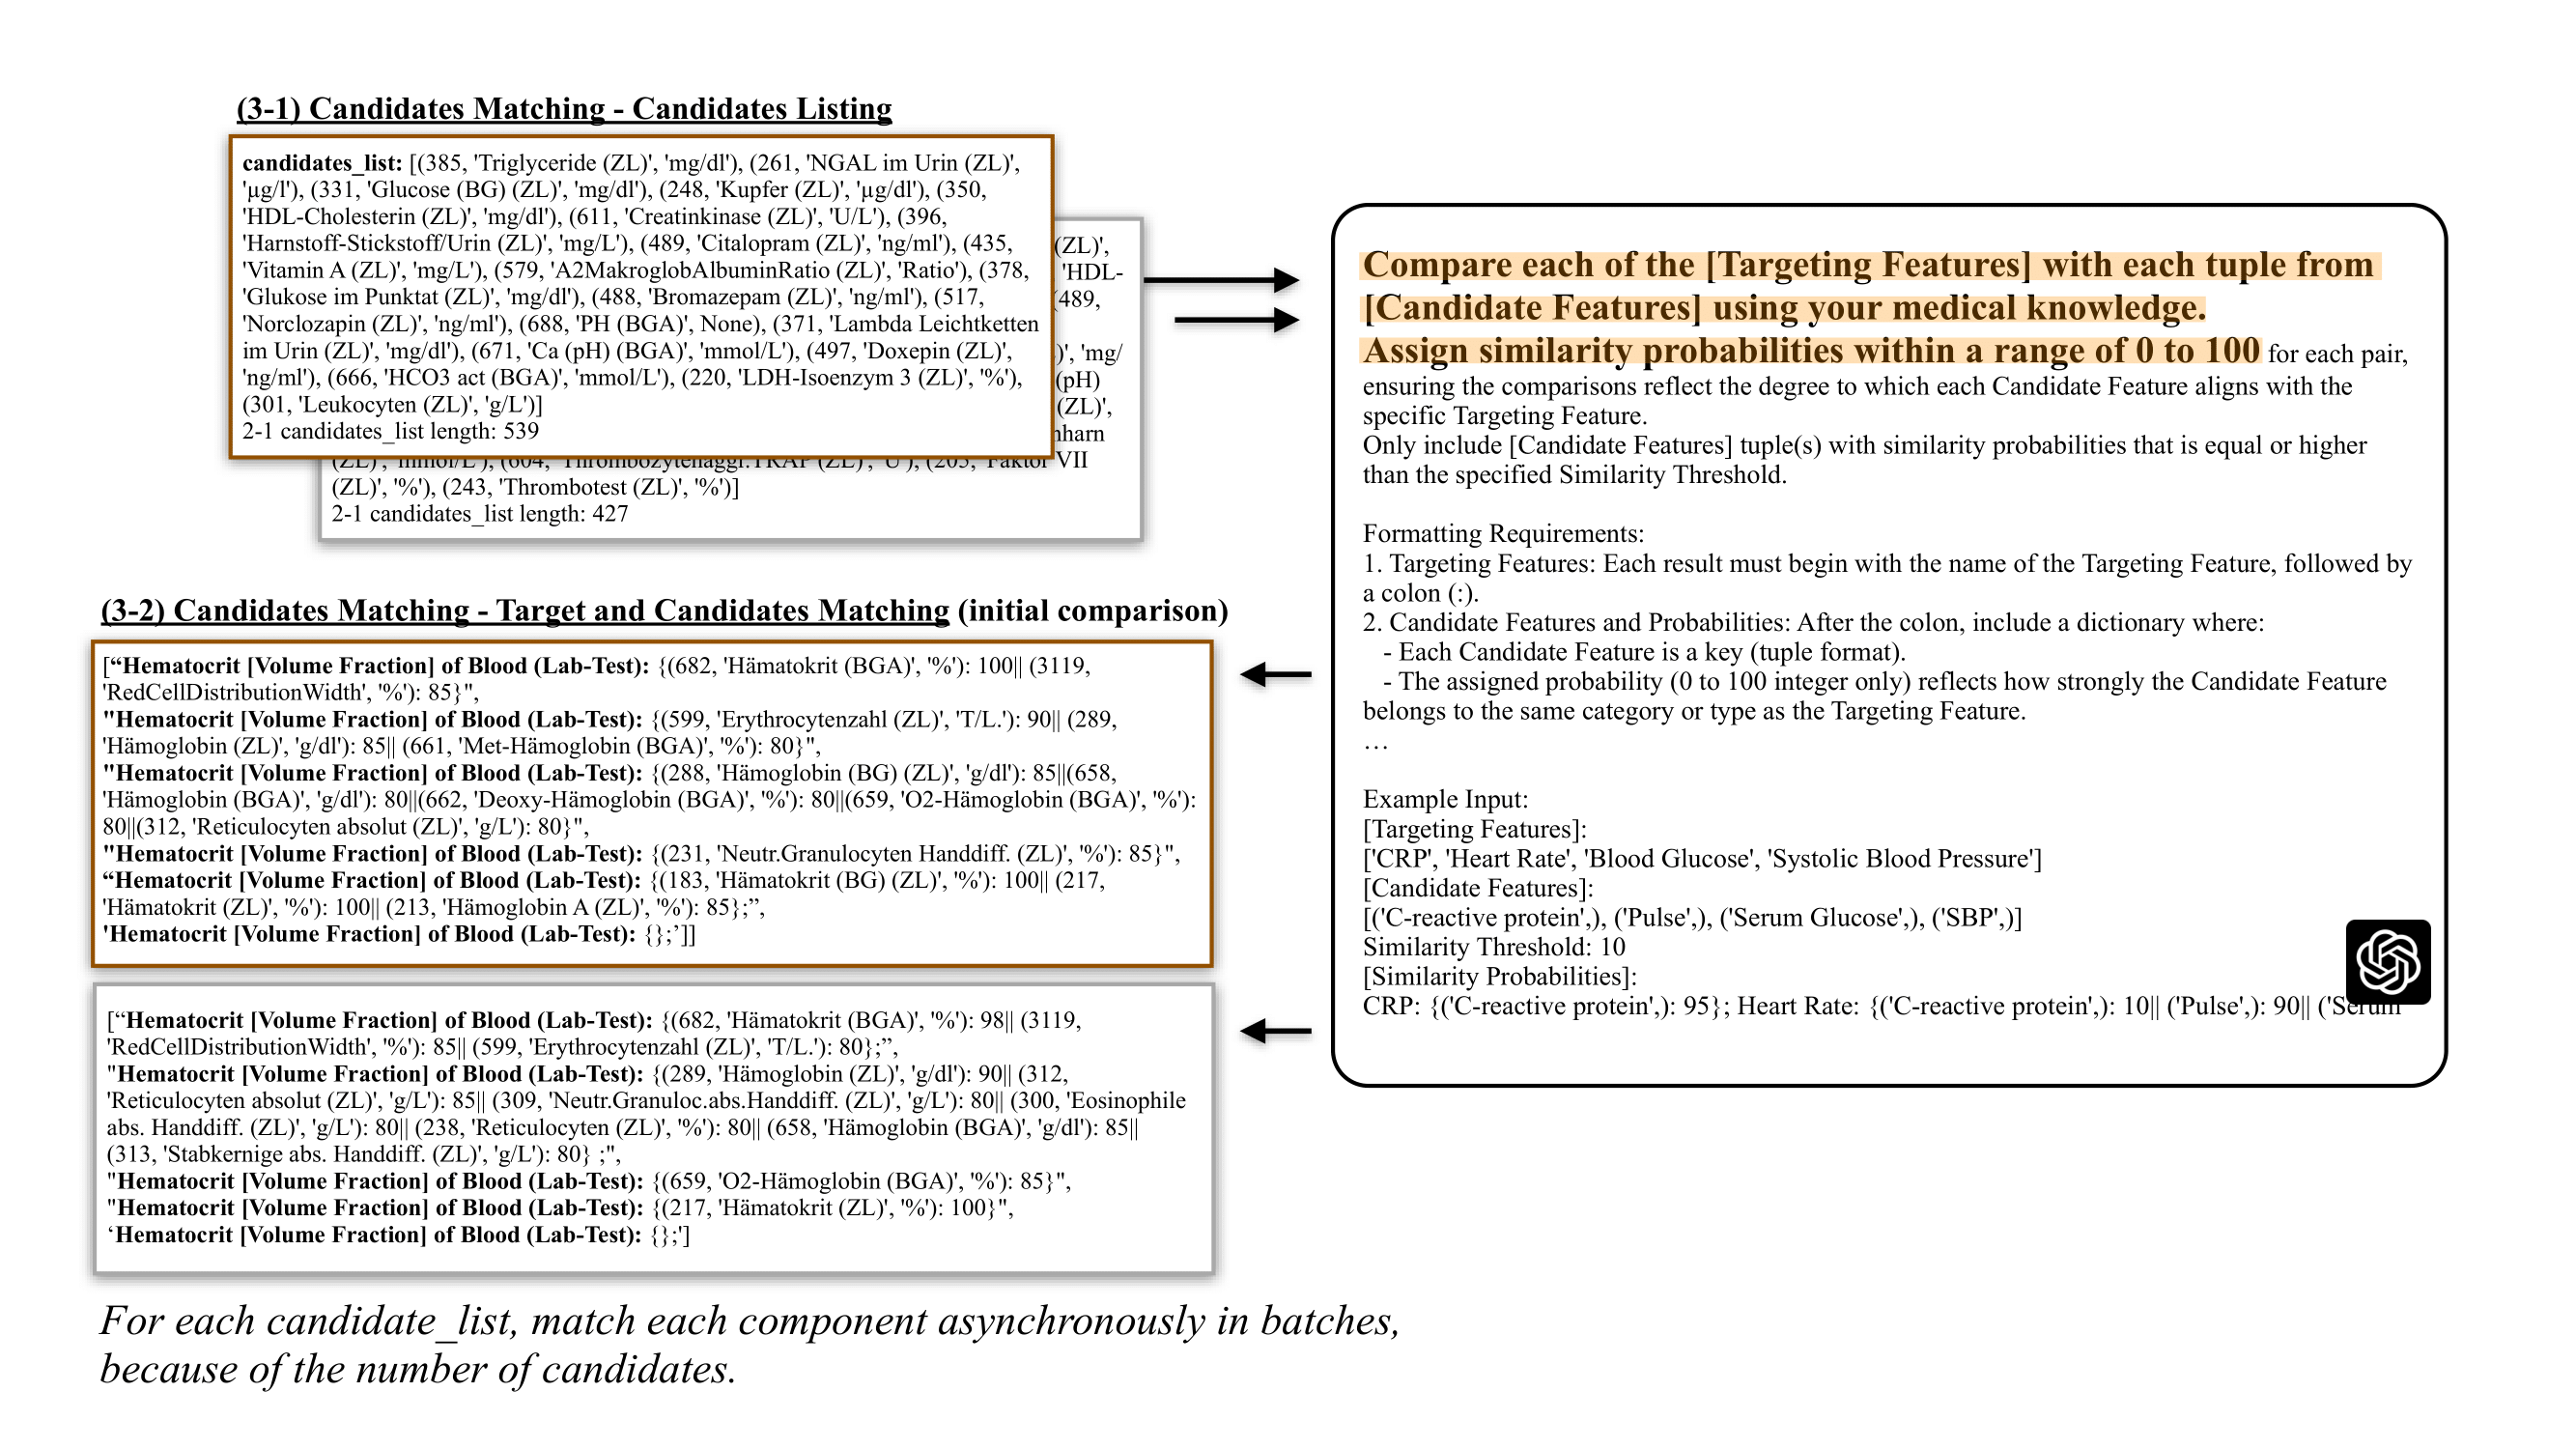 (3-1) Candidates Matching - Candidates Listing
candidates_list: [(385, 'Triglyceride (ZL)', 'mg/dl'), (261, 'NGAL im Urin (ZL)',
'µg/l'), (331, 'Glucose (BG) (ZL)', 'mg/dl'), (248, 'Kupfer (ZL)', 'µg/dl'), (350,
'HDL-Cholesterin (ZL)', 'mg/dl'), (611, 'Creatinkinase (ZL)', 'U/L'), (396,
'Harnstoff-Stickstoff/Urin (ZL)', 'mg/L'), (489, 'Citalopram (ZL)', 'ng/ml'), (435,
'Vitamin A (ZL)', 'mg/L'), (579, 'A2MakroglobAlbuminRatio (ZL)', 'Ratio'), (378,
'Glukose im Punktat (ZL)', 'mg/dl'), (488, 'Bromazepam (ZL)', 'ng/ml'), (517,
'Norclozapin (ZL)', 'ng/ml'), (688, 'PH (BGA)', None), (371, 'Lambda Leichtketten
im Urin (ZL)', 'mg/dl'), (671, 'Ca (pH) (BGA)', 'mmol/L'), (497, 'Doxepin (ZL)',
'ng/ml'), (666, 'HCO3 act (BGA)', 'mmol/L'), (220, 'LDH-Isoenzym 3 (ZL)', '%'),
(301, 'Leukocyten (ZL)', 'g/L')]
2-1 candidates_list length: 539
(ZL)',
'HDL-
(489,
)', 'mg/
(pH)
(ZL)',
nharn
(ZL)', 'mmol/L'), (604, 'Thrombozytenaggr.TRAP (ZL)', 'U'), (205, 'Faktor VII
(ZL)', '%'), (243, 'Thrombotest (ZL)', '%')]
2-1 candidates_list length: 427
(3-2) Candidates Matching - Target and Candidates Matching (initial comparison)
[“Hematocrit [Volume Fraction] of Blood (Lab-Test): {(682, 'Hämatokrit (BGA)', '%'): 100|| (3119,
'RedCellDistributionWidth', '%'): 85}",
"Hematocrit [Volume Fraction] of Blood (Lab-Test): {(599, 'Erythrocytenzahl (ZL)', 'T/L.'): 90|| (289,
'Hämoglobin (ZL)', 'g/dl'): 85|| (661, 'Met-Hämoglobin (BGA)', '%'): 80}",
"Hematocrit [Volume Fraction] of Blood (Lab-Test): {(288, 'Hämoglobin (BG) (ZL)', 'g/dl'): 85||(658,
'Hämoglobin (BGA)', 'g/dl'): 80||(662, 'Deoxy-Hämoglobin (BGA)', '%'): 80||(659, 'O2-Hämoglobin (BGA)', '%'):
80||(312, 'Reticulocyten absolut (ZL)', 'g/L'): 80}",
"Hematocrit [Volume Fraction] of Blood (Lab-Test): {(231, 'Neutr.Granulocyten Handdiff. (ZL)', '%'): 85}",
“Hematocrit [Volume Fraction] of Blood (Lab-Test): {(183, 'Hämatokrit (BG) (ZL)', '%'): 100|| (217,
'Hämatokrit (ZL)', '%'): 100|| (213, 'Hämoglobin A (ZL)', '%'): 85};”,
'Hematocrit [Volume Fraction] of Blood (Lab-Test): {};’]]
[“Hematocrit [Volume Fraction] of Blood (Lab-Test): {(682, 'Hämatokrit (BGA)', '%'): 98|| (3119,
'RedCellDistributionWidth', '%'): 85|| (599, 'Erythrocytenzahl (ZL)', 'T/L.'): 80};”,
"Hematocrit [Volume Fraction] of Blood (Lab-Test): {(289, 'Hämoglobin (ZL)', 'g/dl'): 90|| (312,
'Reticulocyten absolut (ZL)', 'g/L'): 85|| (309, 'Neutr.Granuloc.abs.Handdiff. (ZL)', 'g/L'): 80|| (300, 'Eosinophile
abs. Handdiff. (ZL)', 'g/L'): 80|| (238, 'Reticulocyten (ZL)', '%'): 80|| (658, 'Hämoglobin (BGA)', 'g/dl'): 85||
(313, 'Stabkernige abs. Handdiff. (ZL)', 'g/L'): 80} ;",
"Hematocrit [Volume Fraction] of Blood (Lab-Test): {(659, 'O2-Hämoglobin (BGA)', '%'): 85}",
"Hematocrit [Volume Fraction] of Blood (Lab-Test): {(217, 'Hämatokrit (ZL)', '%'): 100}",
‘Hematocrit [Volume Fraction] of Blood (Lab-Test): {};']
For each candidate_list, match each component asynchronously in batches,
because of the number of candidates.
Compare each of the [Targeting Features] with each tuple from
[Candidate Features] using your medical knowledge.
Assign similarity probabilities within a range of 0 to 100 for each pair,
ensuring the comparisons reflect the degree to which each Candidate Feature aligns with the
specific Targeting Feature.
Only include [Candidate Features] tuple(s) with similarity probabilities that is equal or higher
than the specified Similarity Threshold.
Formatting Requirements:
1. Targeting Features: Each result must begin with the name of the Targeting Feature, followed by
a colon (:).
2. Candidate Features and Probabilities: After the colon, include a dictionary where:
- Each Candidate Feature is a key (tuple format).
- The assigned probability (0 to 100 integer only) reflects how strongly the Candidate Feature
belongs to the same category or type as the Targeting Feature.
…
Example Input:
[Targeting Features]:
['CRP', 'Heart Rate', 'Blood Glucose', 'Systolic Blood Pressure']
[Candidate Features]:
[('C-reactive protein',), ('Pulse',), ('Serum Glucose',), ('SBP',)]
Similarity Threshold: 10
[Similarity Probabilities]:
CRP: {('C-reactive protein',): 95}; Heart Rate: {('C-reactive protein',): 10|| ('Pulse',): 90|| ('Serum